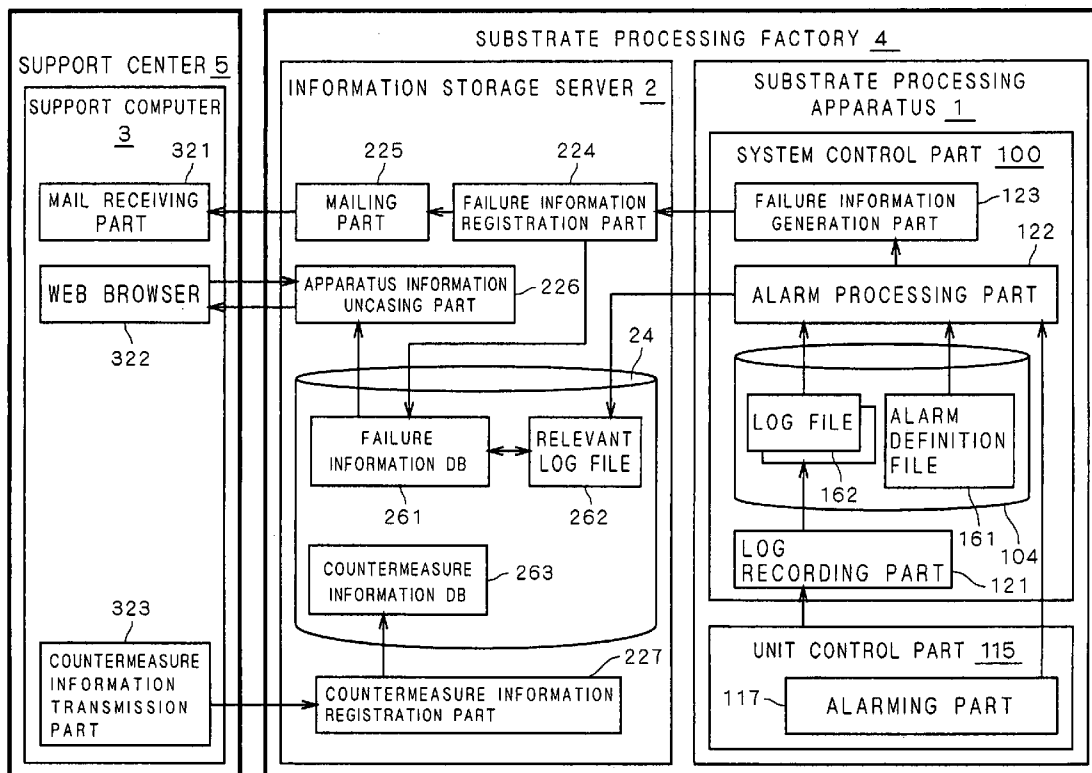 SUPPORT CENTER 5
SUPPORT COMPUTER
3
321
MAIL RECEIVING
PART
WEB BROWSER
322
323
COUNTERMEASURE
INFORMATION
TRANSMISSION
PART
SUBSTRATE PROCESSING FACTORY 4
INFORMATION STORAGE SERVER 2
225
224
MAILING
PART
FAILURE INFORMATION
REGISTRATION PART
APPARATUS INFORMATION
UNCASING PART
226
24
FAILURE
INFORMATION DB
RELEVANT
LOG FILE
261
262
COUNTERMEASURE
INFORMATION DB
263
227
COUNTERMEASURE INFORMATION
REGISTRATION PART
SUBSTRATE PROCESSING
APPARATUS 1
SYSTEM CONTROL PART 100
FAILURE INFORMATION
GENERATION PART
123
122
ALARM PROCESSING PART
LOG FILE
ALARM
DEFINITION
FILE
162
161
104
LOG
RECORDING PART
121
UNIT CONTROL PART 115
117
ALARMING PART